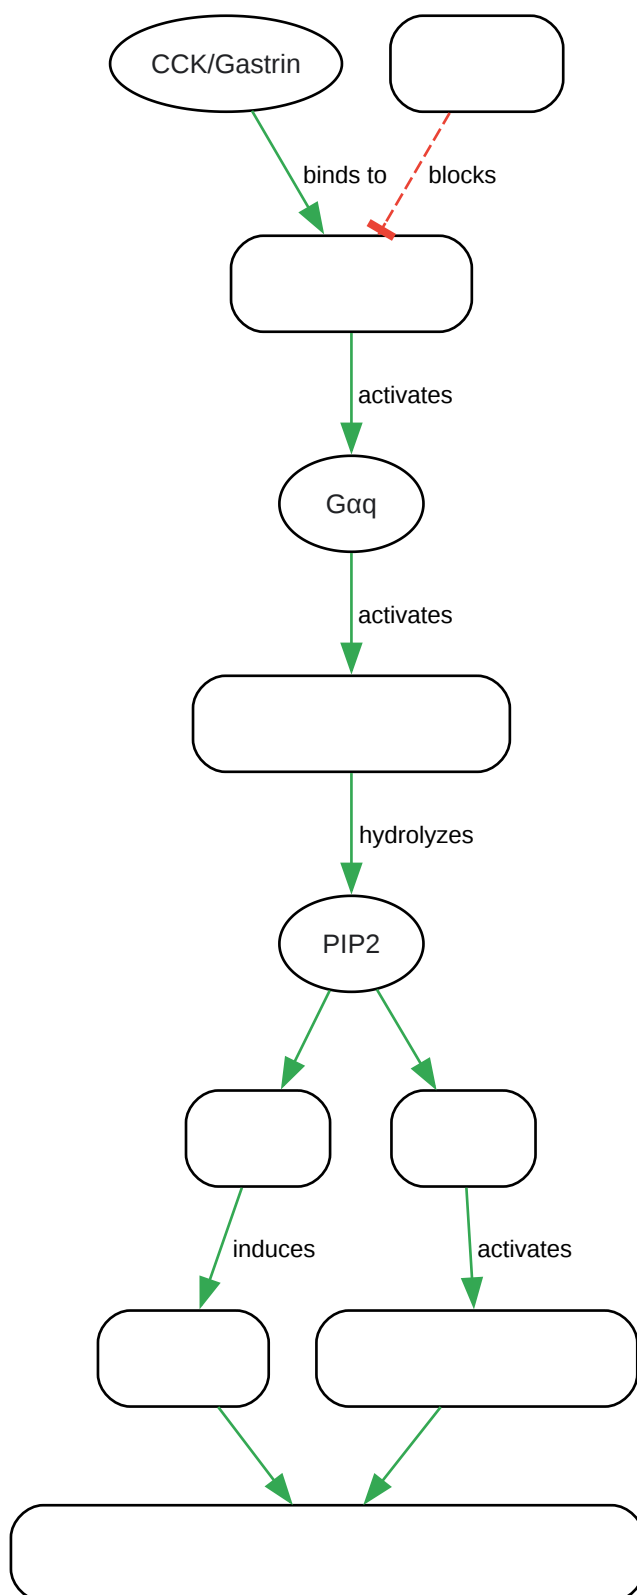 CCK/Gastrin
binds to
blocks
activates
Gαq
activates
hydrolyzes
PIP2
induces
activates